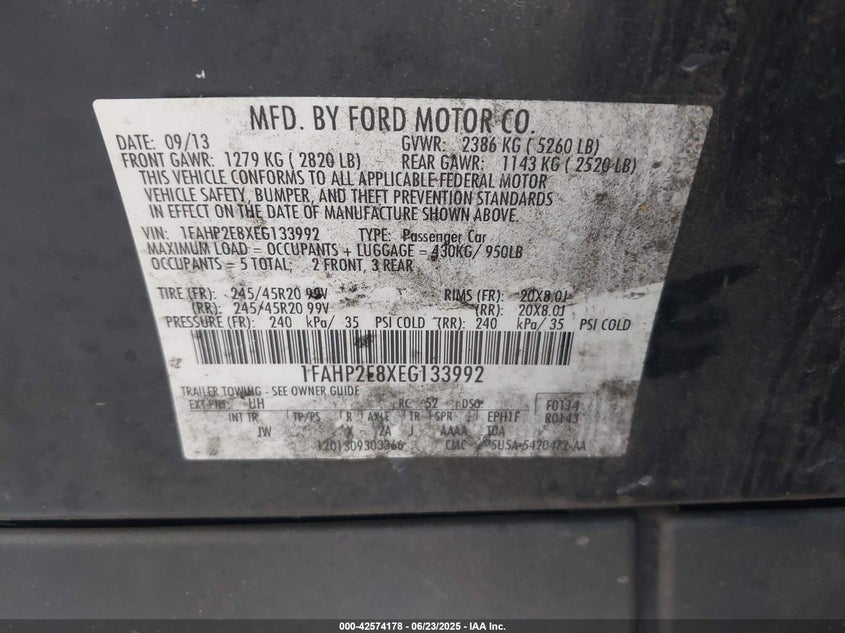 MFD. BY FORD MOTOR CO.
DATE: 09/13 GVWR: 2386 KG ( 5260 LB)
FRONT GAWR: 1279 KG ( 2820 LB) REAR GAWR: 1143 KG ( 2520 LB)
THIS VEHICLE CONFORMS TO ALL APPLICABLE FEDERAL MOTOR
VEHICLE SAFETY, BUMPER, AND THEFT PREVENTION STANDARDS
IN EFFECT ON THE DATE OF MANUFACTURE SHOWN ABOVE.
VIN: 1FAHP2E8XEG133992 TYPE: Passenger Car
MAXIMUM LOAD = OCCUPANTS + LUGGAGE = 430KG/ 950LB
OCCUPANTS = 5 TOTAL; 2 FRONT, 3 REAR
TIRE (FR): 245/45R20 99V RIMS (FR): 20X8.0J
(RR): 245/45R20 99V (RR): 20X8.0J
PRESSURE (FR): 240 kPa/ 35 PSI COLD (RR): 240 kPa/ 35 PSI COLD
1FAHP2E8XEG133992
TRAILER TOWING - SEE OWNER GUIDE
EXT PNT: UH RC: 52 DSO: F0114
INT TR TP/PS R AXLE TR SPR EPH1F R0143
JW X 2A J AAAA TOA
1201309303366 CMC 5U5A-5420472-AA
000-42574178 - 06/23/2025 - IAA Inc.